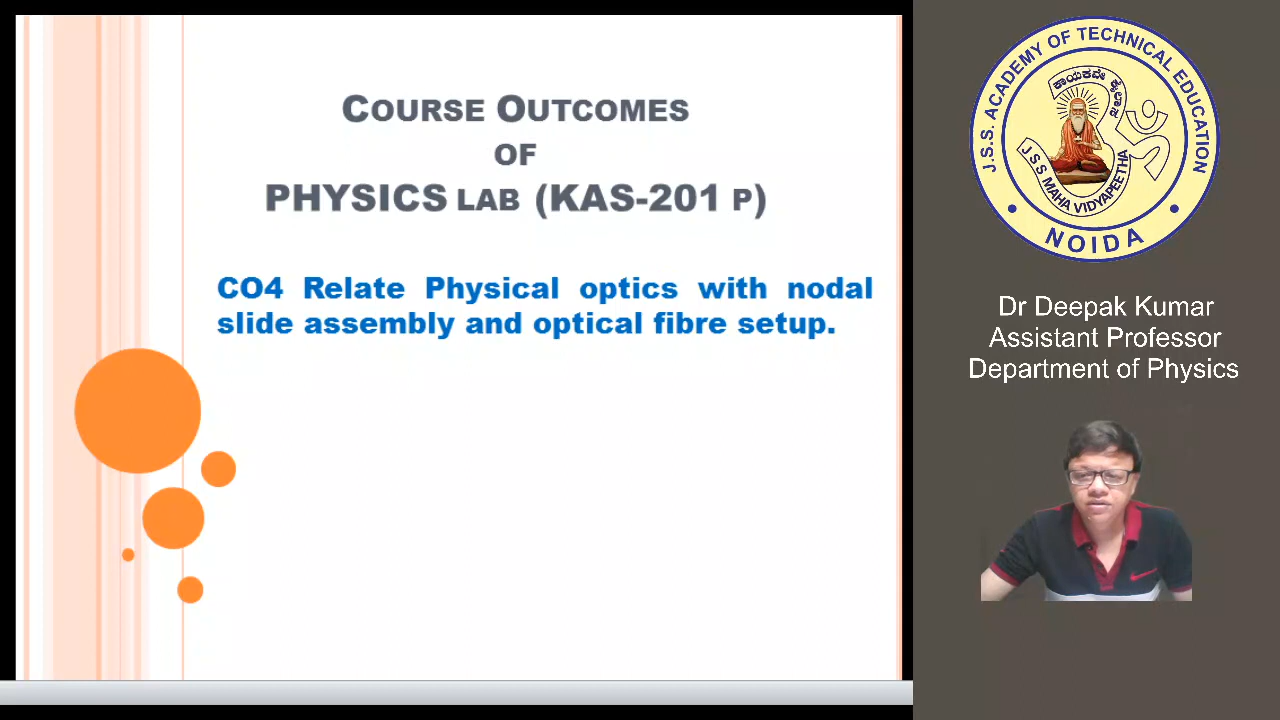 COURSE OUTCOMES
OF
PHYSICS LAB (KAS-201 P)
CO4 Relate Physical optics with nodal
slide assembly and optical fibre setup.
J.S.S. ACADEMY OF TECHNICAL EDUCATION
J S S MAHA VIDYAPEETHA
NOIDA
Dr Deepak Kumar
Assistant Professor
Department of Physics